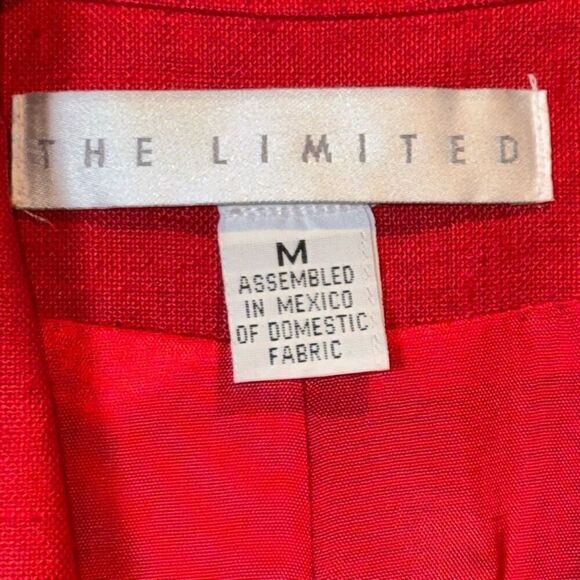 THE LIMITED
M
ASSEMBLED
IN MEXICO
OF DOMESTIC
FABRIC